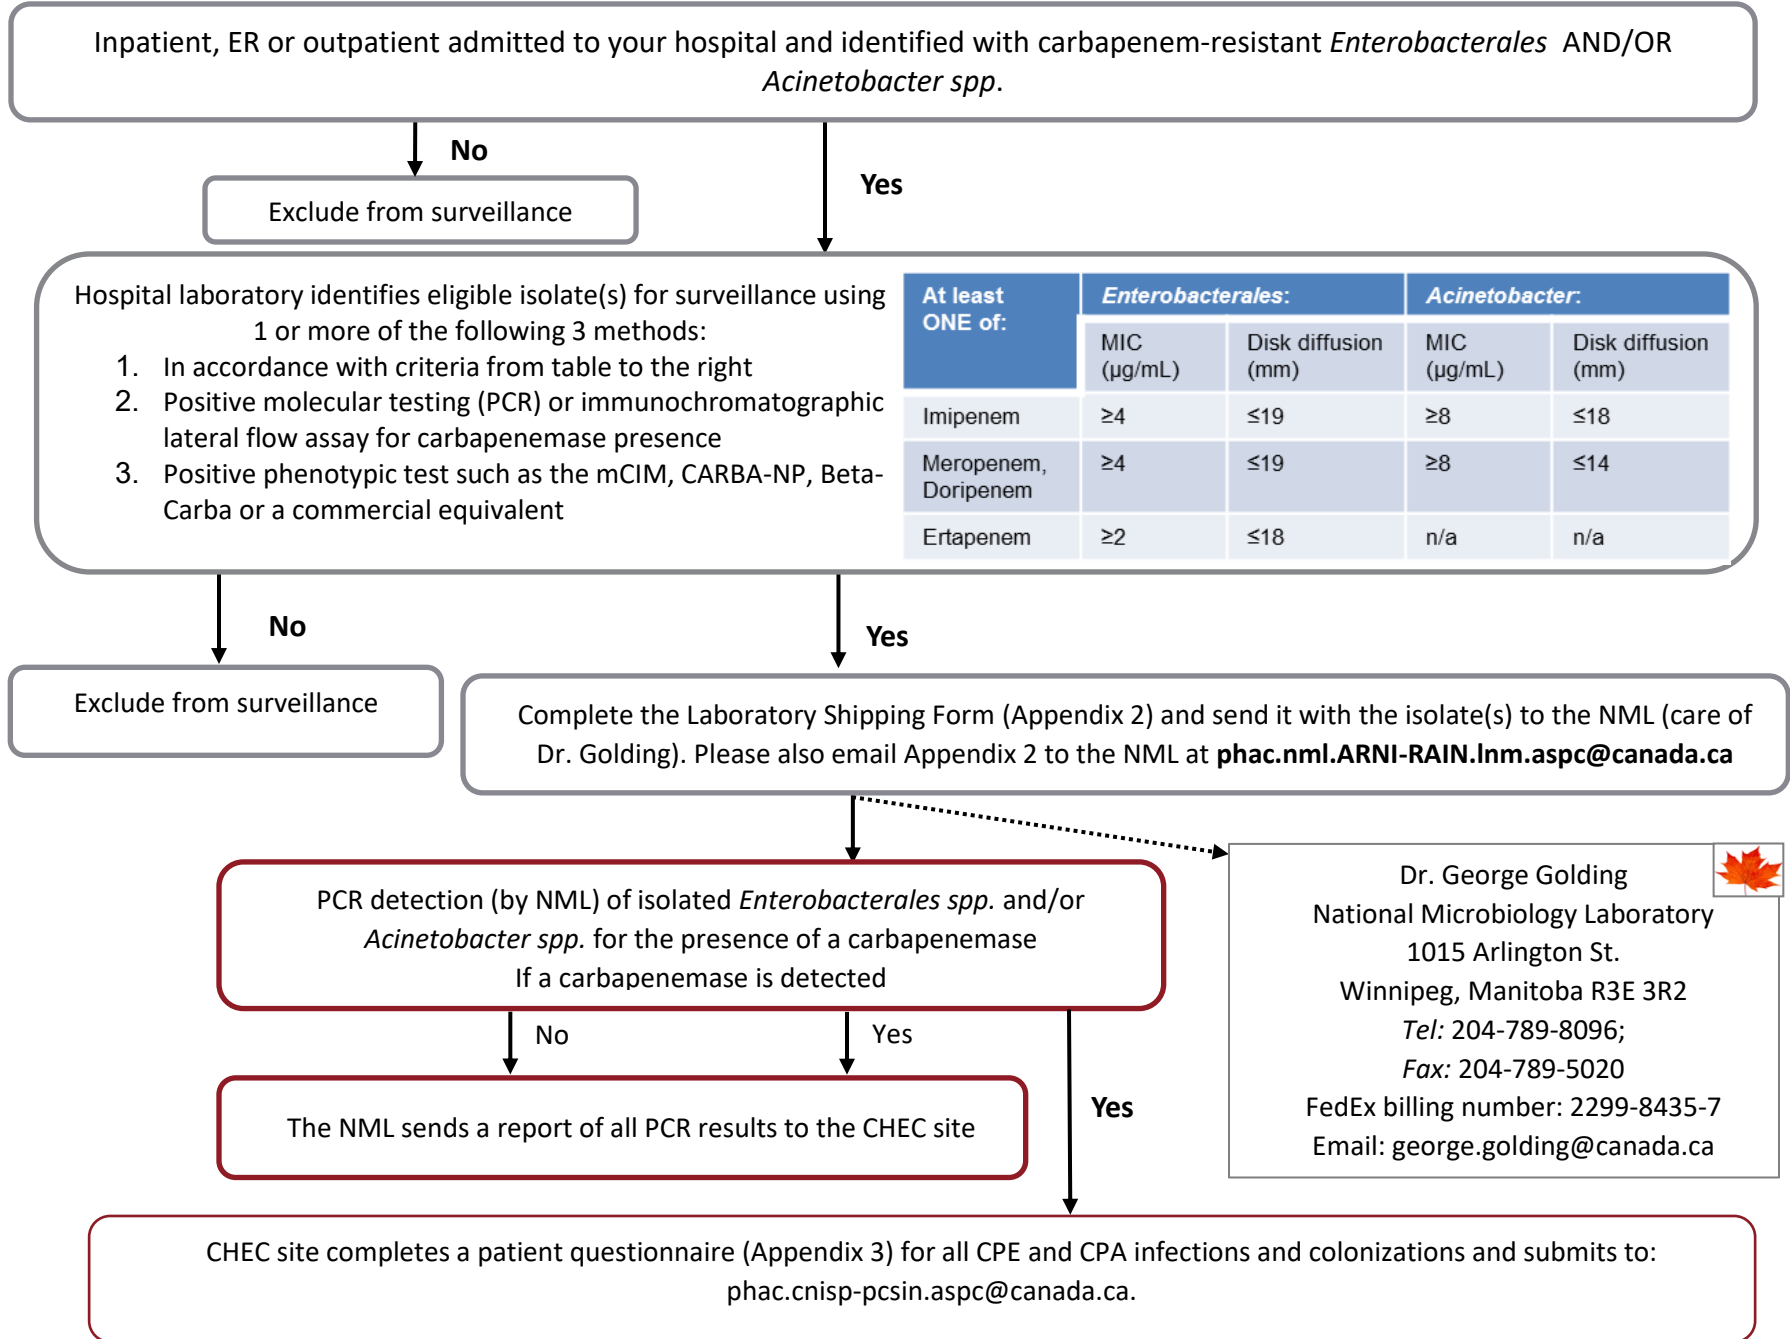 Inpatient, ER or outpatient admitted to your hospital and identified with carbapenem-resistant Enterobacterales AND/OR
Acinetobacter spp.
No
Yes
Exclude from surveillance
Hospital laboratory identifies eligible isolate(s) for surveillance using
1 or more of the following 3 methods:
1. In accordance with criteria from table to the right
2. Positive molecular testing (PCR) or immunochromatographic
lateral flow assay for carbapenemase presence
3. Positive phenotypic test such as the mCIM, CARBA-NP, Beta-
Carba or a commercial equivalent
At least
ONE of:
Enterobacterales:
Acinetobacter:
MIC
(µg/mL)
Disk diffusion
(mm)
MIC
(µg/mL)
Disk diffusion
(mm)
Imipenem ≥4 ≤19 ≥8 ≤18
Meropenem,
Doripenem
≥4 ≤19 ≥8 ≤14
Ertapenem ≥2 ≤18 n/a n/a
No
Yes
Exclude from surveillance
Complete the Laboratory Shipping Form (Appendix 2) and send it with the isolate(s) to the NML (care of
Dr. Golding). Please also email Appendix 2 to the NML at phac.nml.ARNI-RAIN.lnm.aspc@canada.ca
PCR detection (by NML) of isolated Enterobacterales spp. and/or
Acinetobacter spp. for the presence of a carbapenemase
If a carbapenemase is detected
Dr. George Golding
National Microbiology Laboratory
1015 Arlington St.
Winnipeg, Manitoba R3E 3R2
Tel: 204-789-8096;
Fax: 204-789-5020
FedEx billing number: 2299-8435-7
Email: george.golding@canada.ca
No
Yes
Yes
The NML sends a report of all PCR results to the CHEC site
CHEC site completes a patient questionnaire (Appendix 3) for all CPE and CPA infections and colonizations and submits to:
phac.cnisp-pcsin.aspc@canada.ca.